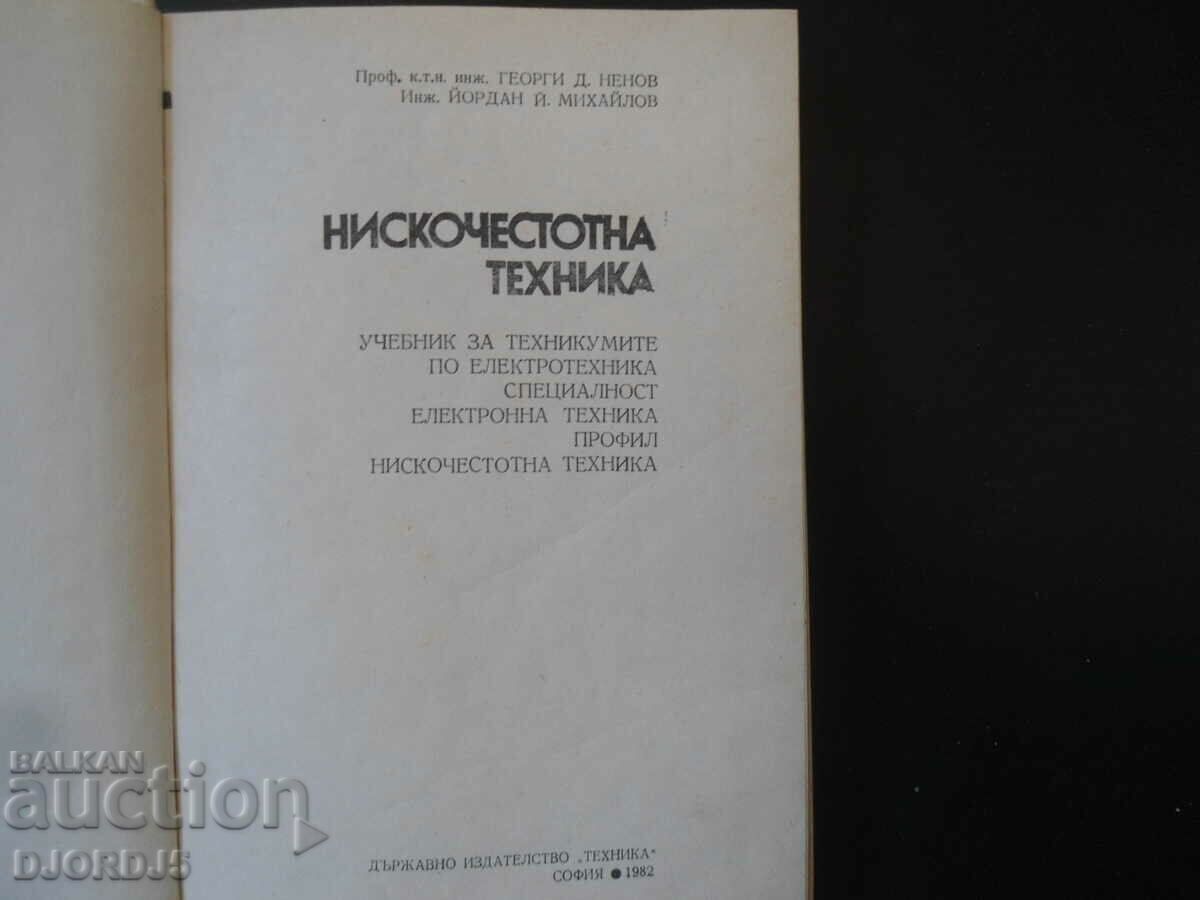 Проф. к.т.н. инж. ГЕОРГИ Д. НЕНОВ
Инж. ЙОРДАН Й. МИХАЙЛОВ
НИСКОЧЕСТОТНА
ТЕХНИКА
УЧЕБНИК ЗА ТЕХНИКУМИТЕ
ПО ЕЛЕКТРОТЕХНИКА
СПЕЦИАЛНОСТ
ЕЛЕКТРОННА ТЕХНИКА
ПРОФИЛ
НИСКОЧЕСТОТНА ТЕХНИКА
ДЪРЖАВНО ИЗДАТЕЛСТВО „ТЕХНИКА“
СОФИЯ ● 1982
BALKAN
auction
DJORDJ5